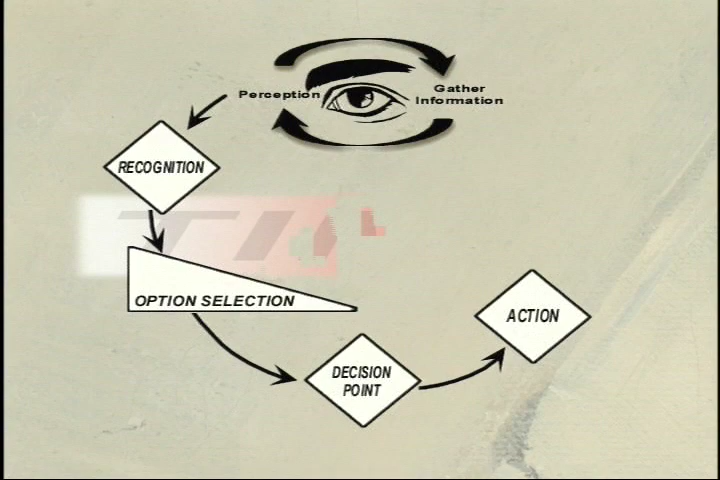 Perception
Gather
Information
RECOGNITION
OPTION SELECTION
DECISION
POINT
ACTION